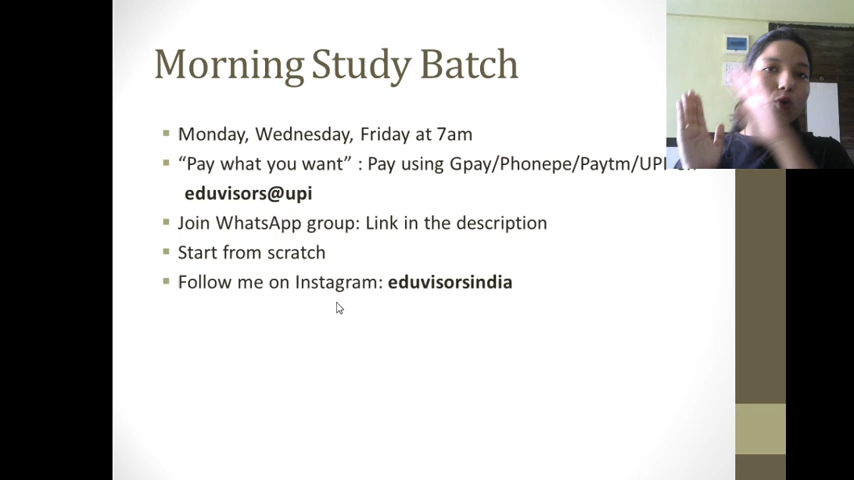 Morning Study Batch
Monday, Wednesday, Friday at 7am
“Pay what you want” : Pay using Gpay/Phonepe/Paytm/UPI
eduvisors@upi
Join WhatsApp group: Link in the description
Start from scratch
Follow me on Instagram: eduvisorsindia